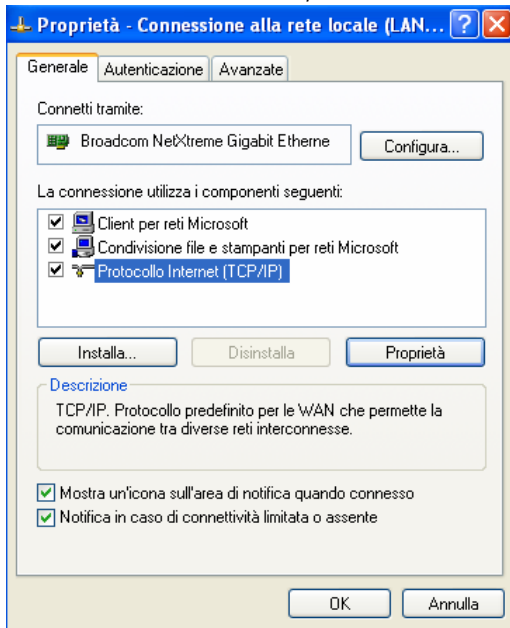 Proprietà - Connessione alla rete locale (LAN...
Generale
Autenticazione
Avanzate
Connetti tramite:
Broadcom NetXtreme Gigabit Etherne
Configura...
La connessione utilizza i componenti seguenti:
Client per reti Microsoft
Condivisione file e stampanti per reti Microsoft
Protocollo Internet (TCP/IP)
Installa...
Disinstalla
Proprietà
Descrizione
TCP/IP. Protocollo predefinito per le WAN che permette la
comunicazione tra diverse reti interconnesse.
Mostra un'icona sull'area di notifica quando connesso
Notifica in caso di connettività limitata o assente
OK
Annulla